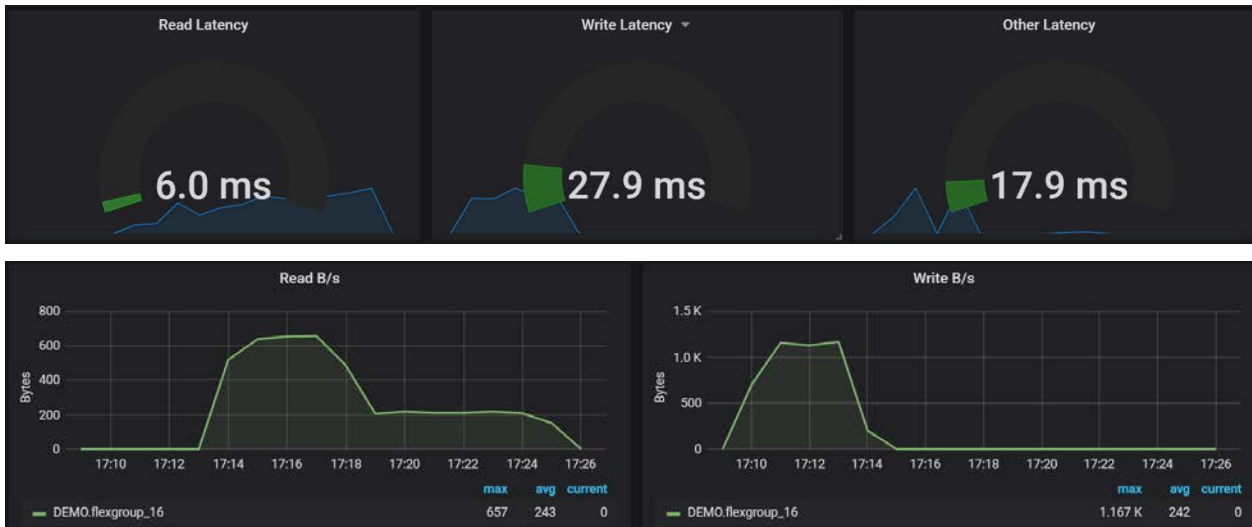 Read Latency
Write Latency
Other Latency
6.0 ms
27.9 ms
17.9 ms
Read B/s
800
600
400
200
0
Bytes
17:10 17:12 17:14 17:16 17:18 17:20 17:22 17:24 17:26
max avg current
DEMO.flexgroup_16 657 243 0
Write B/s
1.5 K
1.0 K
500
0
Bytes
17:10 17:12 17:14 17:16 17:18 17:20 17:22 17:24 17:26
max avg current
DEMO.flexgroup_16 1.167 K 242 0